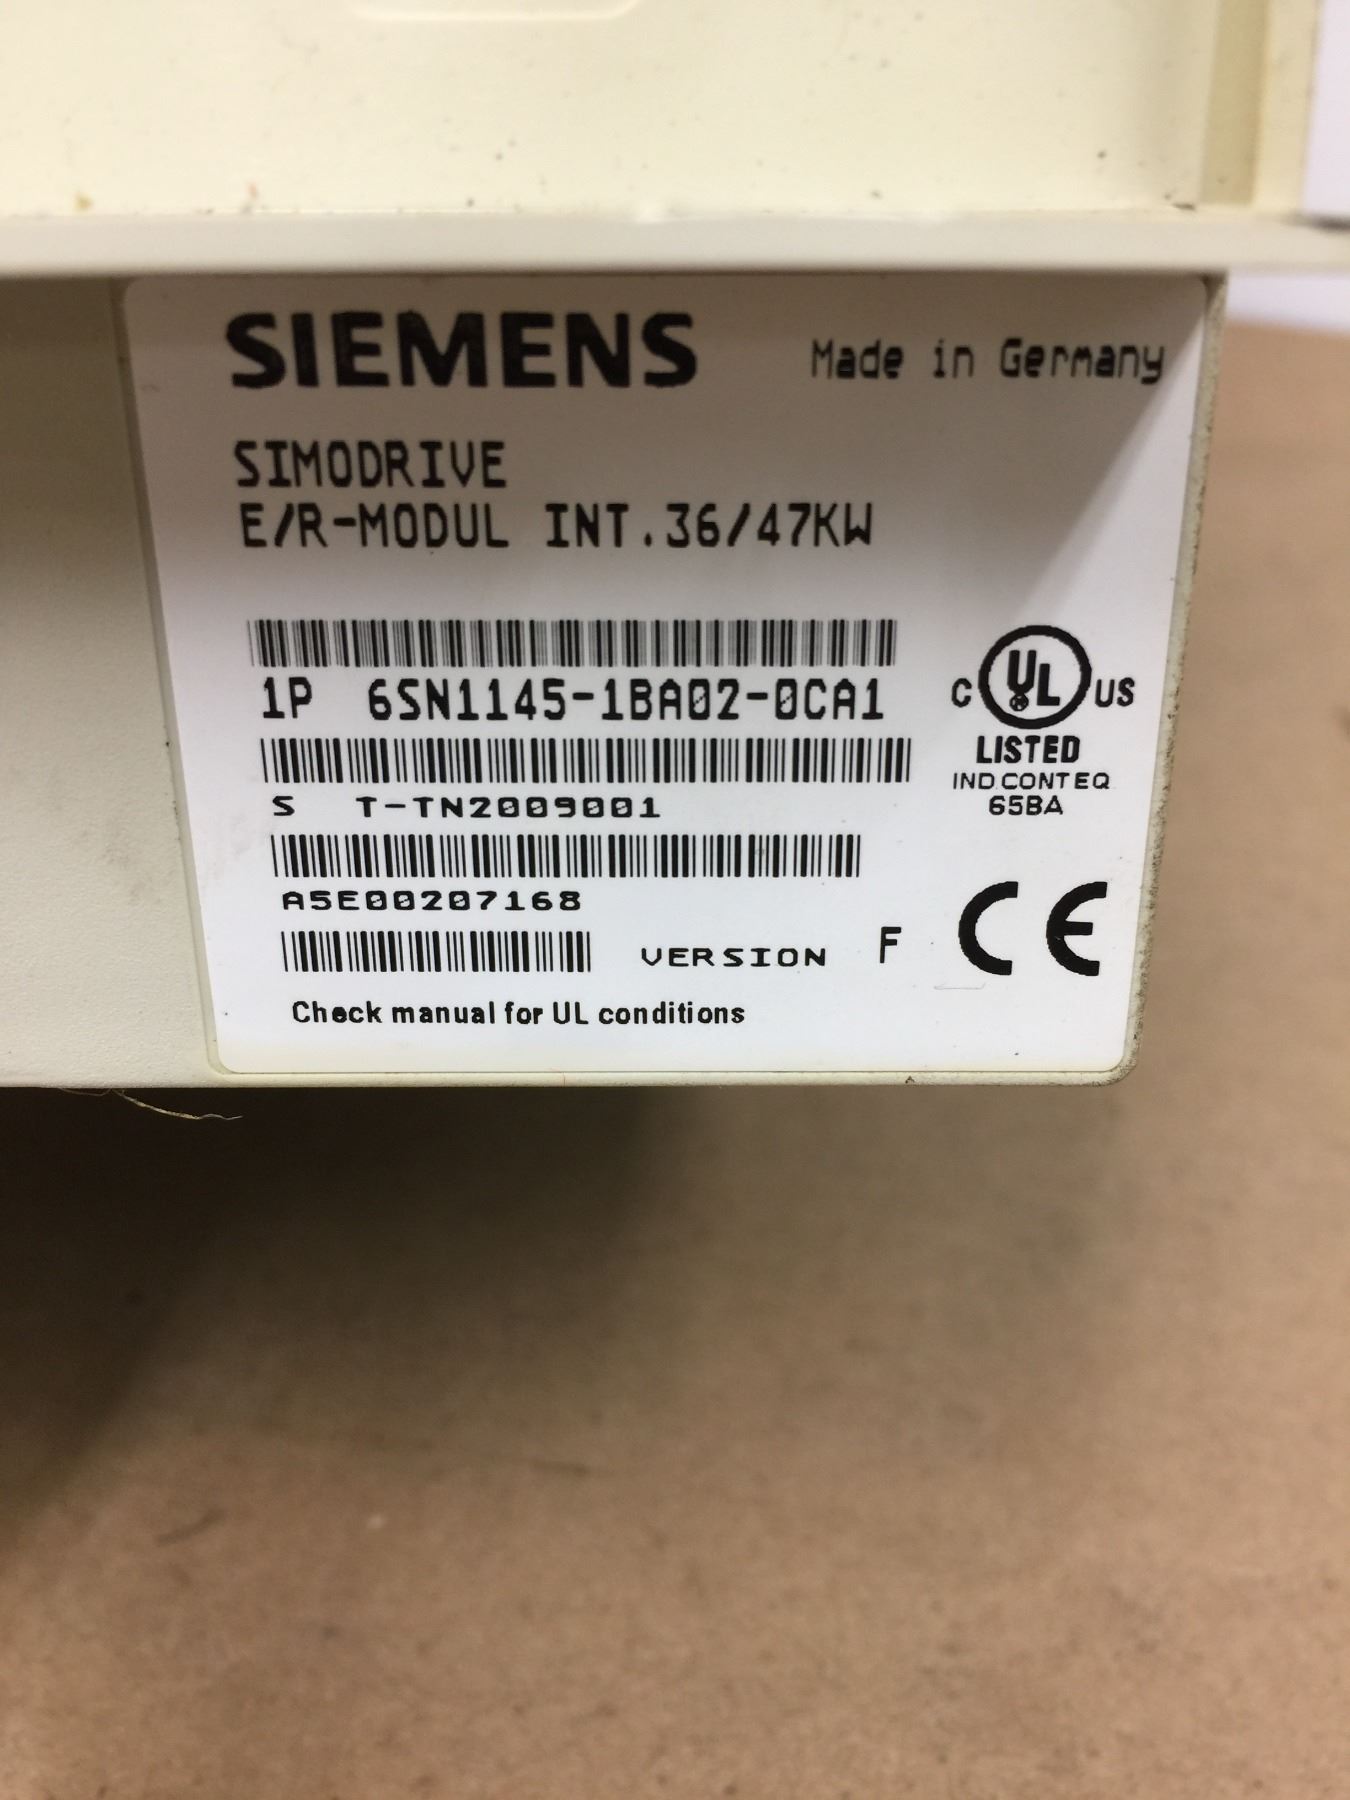 SIEMENS Made in Germany
SIMODRIVE
E/R-MODUL INT.36/47KW
1P 6SN1145-1BA02-0CA1
C UL US
LISTED
IND.CONT EQ
65BA
S T-TN2009001
A5E00207168
VERSION F CE
Check manual for UL conditions